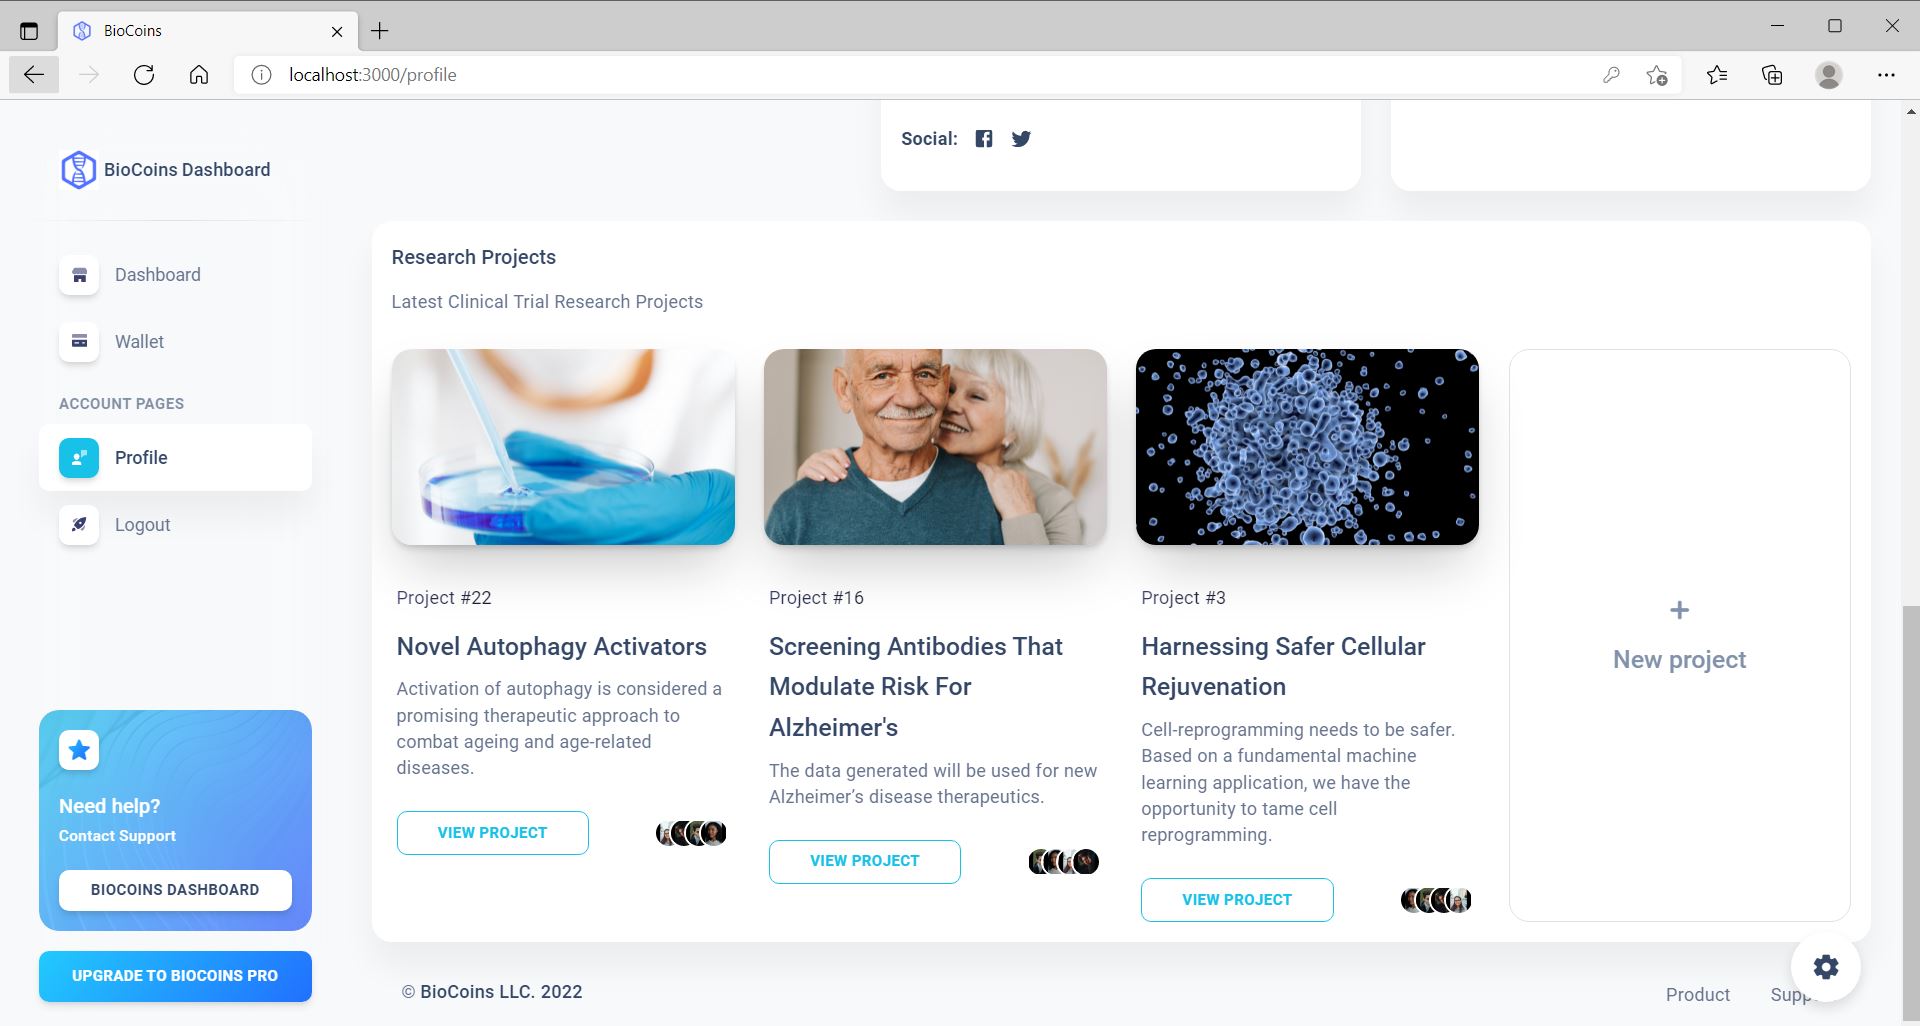 BioCoins
localhost:3000/profile
BioCoins Dashboard
Dashboard
Wallet
ACCOUNT PAGES
Profile
Logout
Need help?
Contact Support
BIOCOINS DASHBOARD
UPGRADE TO BIOCOINS PRO
Social:
Research Projects
Latest Clinical Trial Research Projects
Project #22
Novel Autophagy Activators
Activation of autophagy is considered a
promising therapeutic approach to
combat ageing and age-related
diseases.
VIEW PROJECT
Project #16
Screening Antibodies That
Modulate Risk For
Alzheimer's
The data generated will be used for new
Alzheimer’s disease therapeutics.
VIEW PROJECT
Project #3
Harnessing Safer Cellular
Rejuvenation
Cell-reprogramming needs to be safer.
Based on a fundamental machine
learning application, we have the
opportunity to tame cell
reprogramming.
VIEW PROJECT
+
New project
© BioCoins LLC. 2022
Product